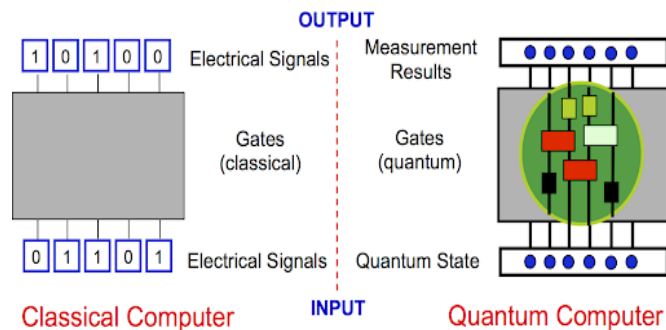 OUTPUT
1 0 1 0 0
Electrical Signals
Measurement
Results
Gates
(classical)
Gates
(quantum)
0 1 1 0 1
Electrical Signals
Quantum State
INPUT
Classical Computer
Quantum Computer